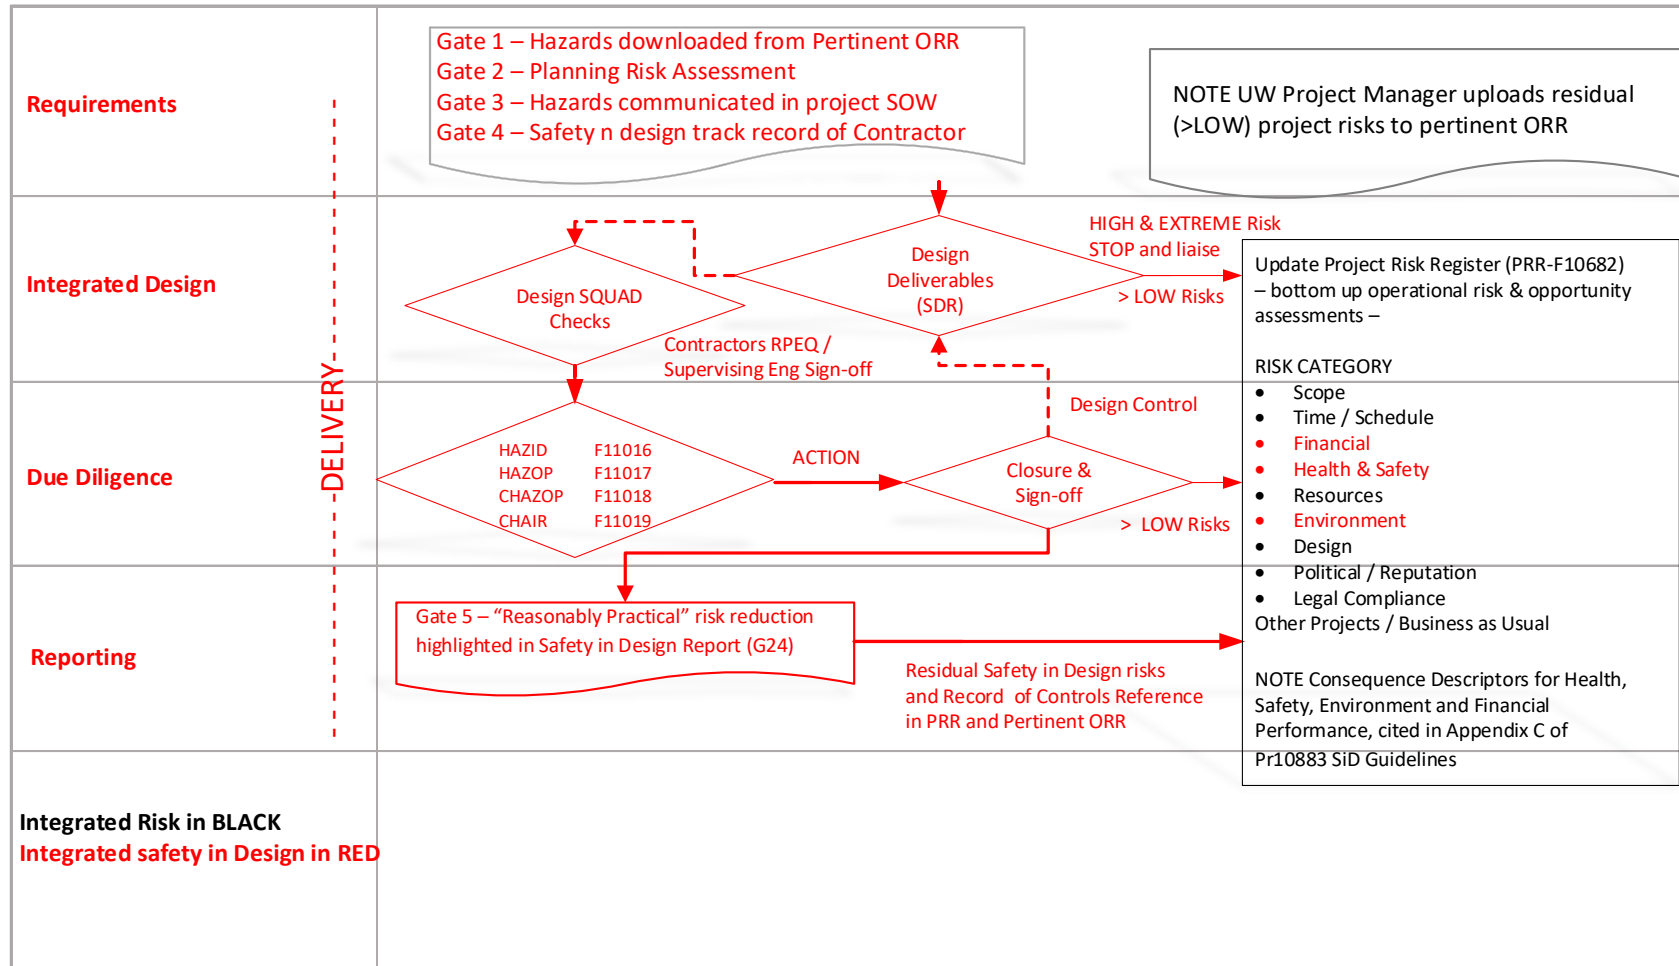 Requirements
Gate 1 – Hazards downloaded from Pertinent ORR
Gate 2 – Planning Risk Assessment
Gate 3 – Hazards communicated in project SOW
Gate 4 – Safety n design track record of Contractor
NOTE UW Project Manager uploads residual
(>LOW) project risks to pertinent ORR
DELIVERY
Integrated Design
Design SQUAD
Checks
Design
Deliverables
(SDR)
HIGH & EXTREME Risk
STOP and liaise
> LOW Risks
Contractors RPEQ /
Supervising Eng Sign-off
Update Project Risk Register (PRR-F10682)
– bottom up operational risk & opportunity
assessments –
RISK CATEGORY
• Scope
• Time / Schedule
• Financial
• Health & Safety
• Resources
• Environment
• Design
• Political / Reputation
• Legal Compliance
Other Projects / Business as Usual
NOTE Consequence Descriptors for Health,
Safety, Environment and Financial
Performance, cited in Appendix C of
Pr10883 SiD Guidelines
Due Diligence
HAZID F11016
HAZOP F11017
CHAZOP F11018
CHAIR F11019
ACTION
Design Control
Closure &
Sign-off
> LOW Risks
Reporting
Gate 5 – “Reasonably Practical” risk reduction
highlighted in Safety in Design Report (G24)
Residual Safety in Design risks
and Record of Controls Reference
in PRR and Pertinent ORR
Integrated Risk in BLACK
Integrated safety in Design in RED